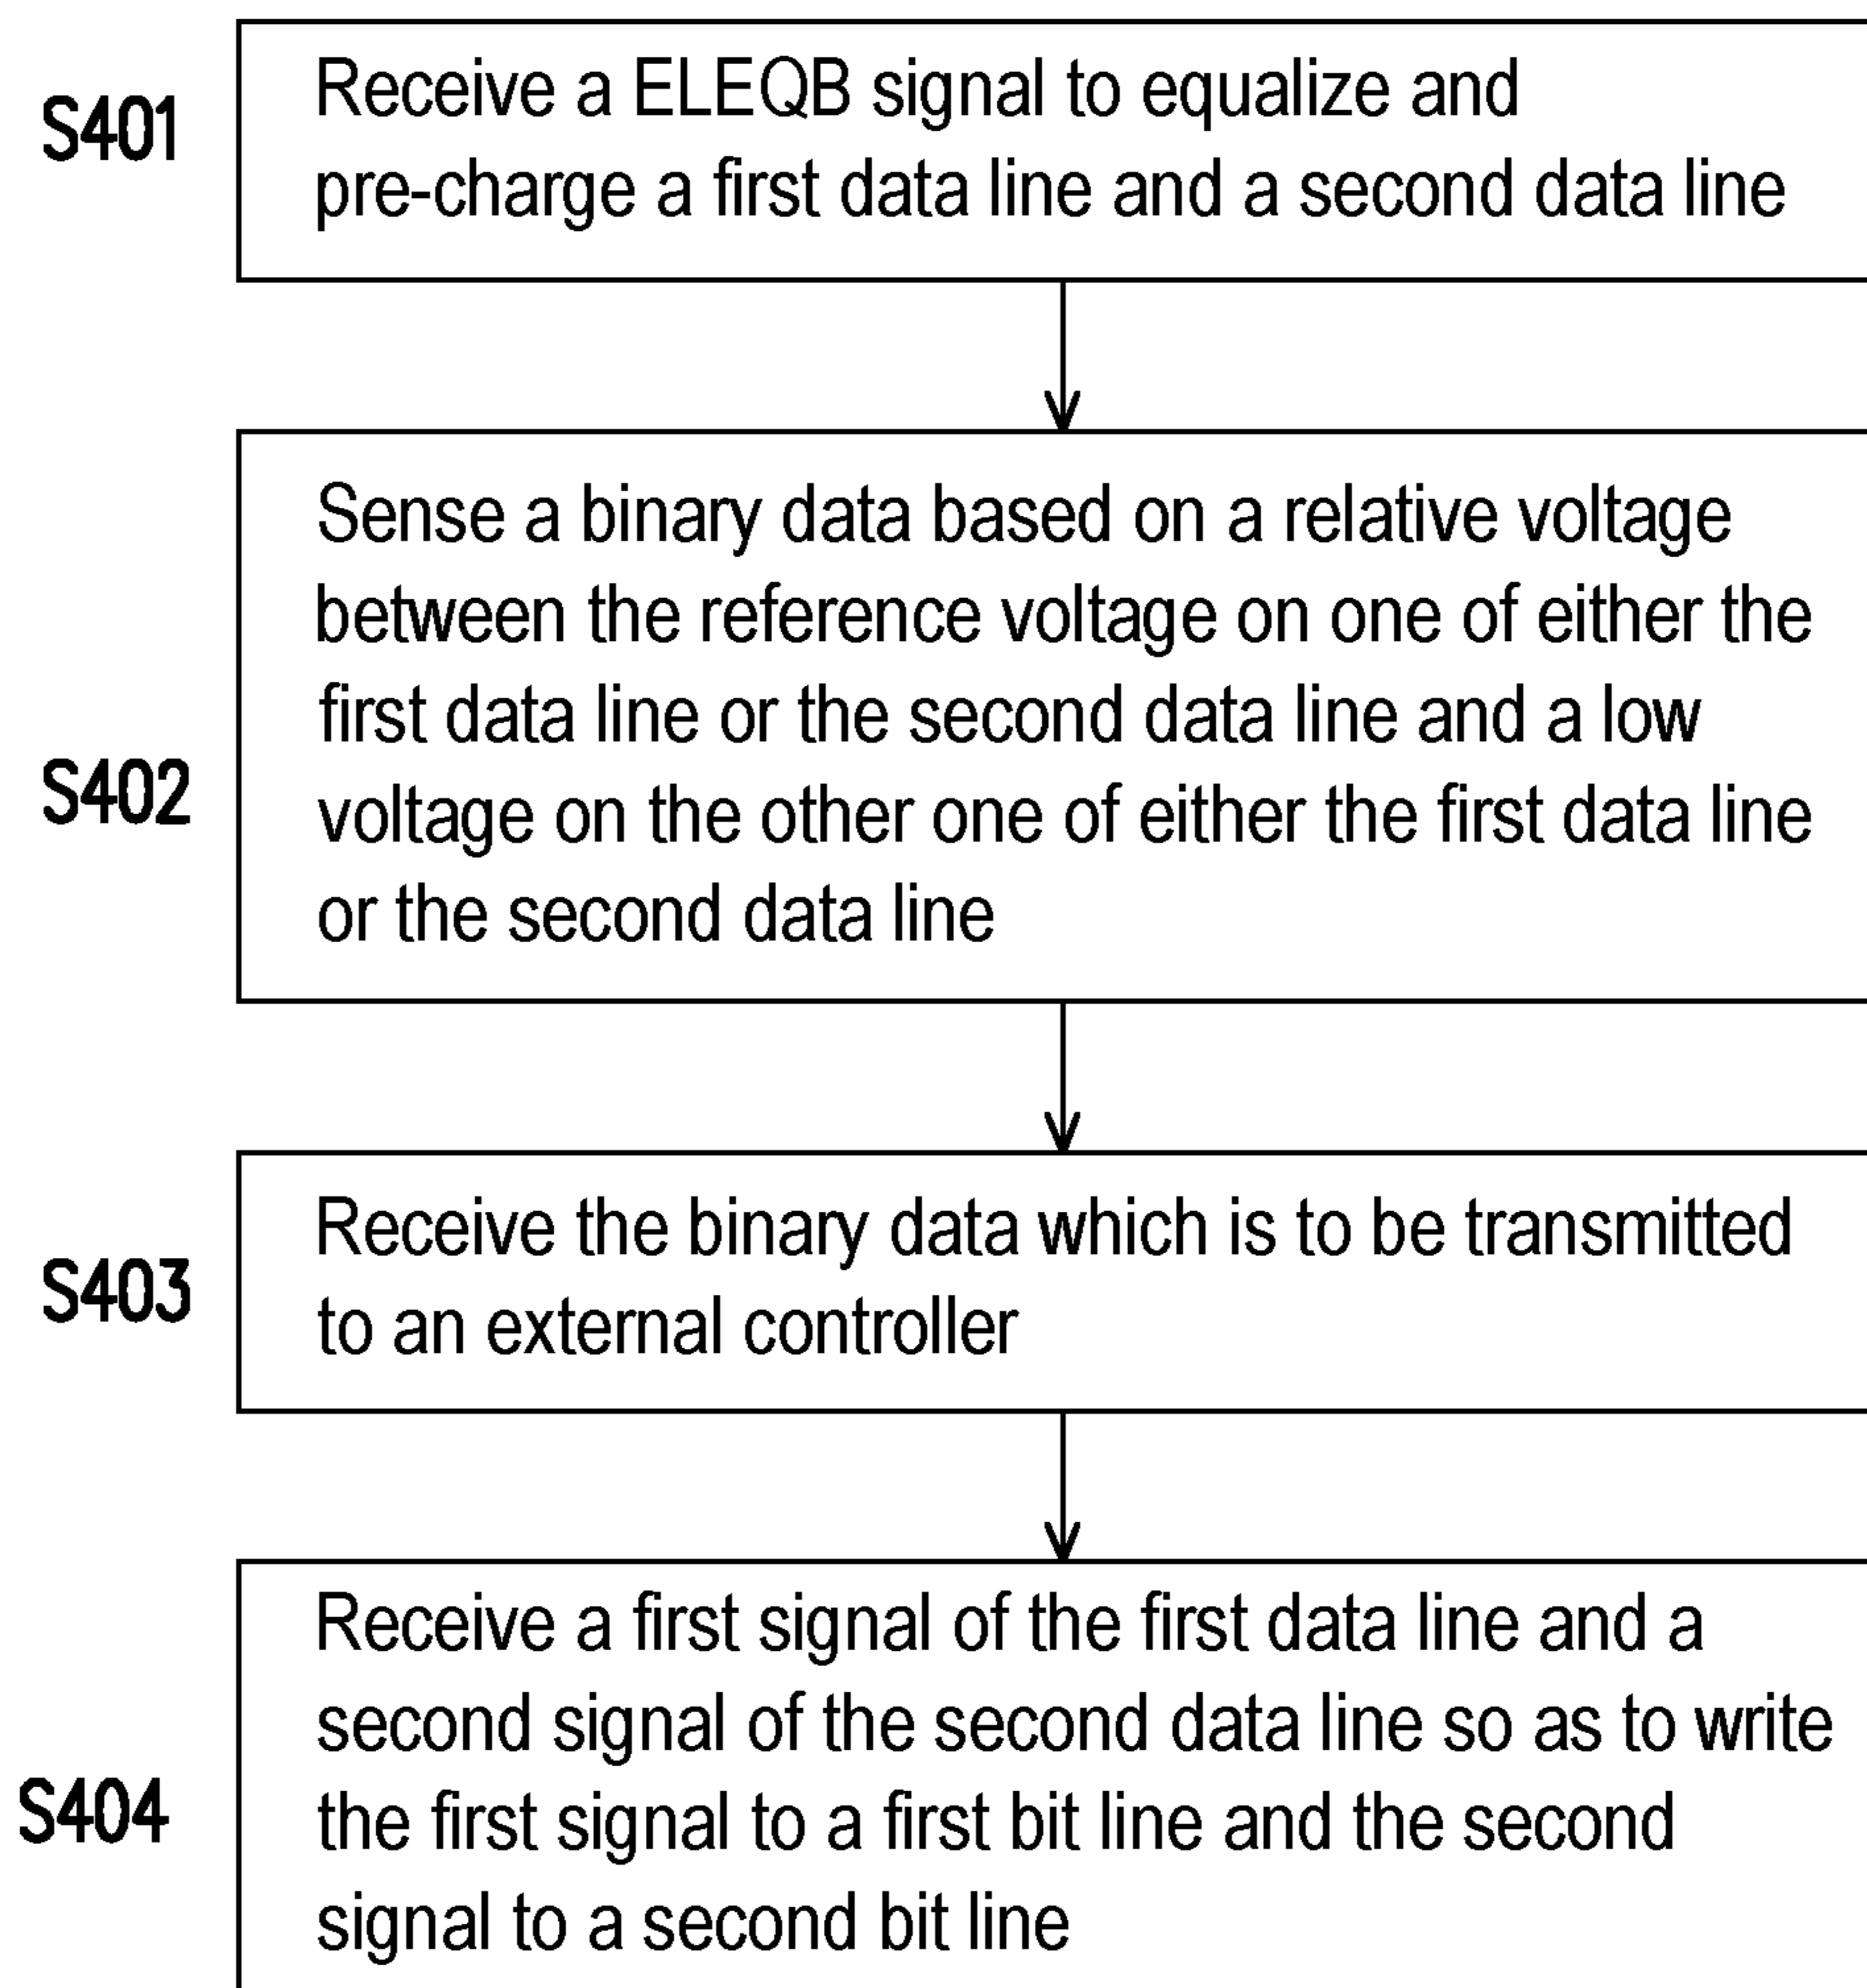 S401
Receive a ELEQB signal to equalize and
pre-charge a first data line and a second data line
S402
Sense a binary data based on a relative voltage
between the reference voltage on one of either the
first data line or the second data line and a low
voltage on the other one of either the first data line
or the second data line
S403
Receive the binary data which is to be transmitted
to an external controller
S404
Receive a first signal of the first data line and a
second signal of the second data line so as to write
the first signal to a first bit line and the second
signal to a second bit line